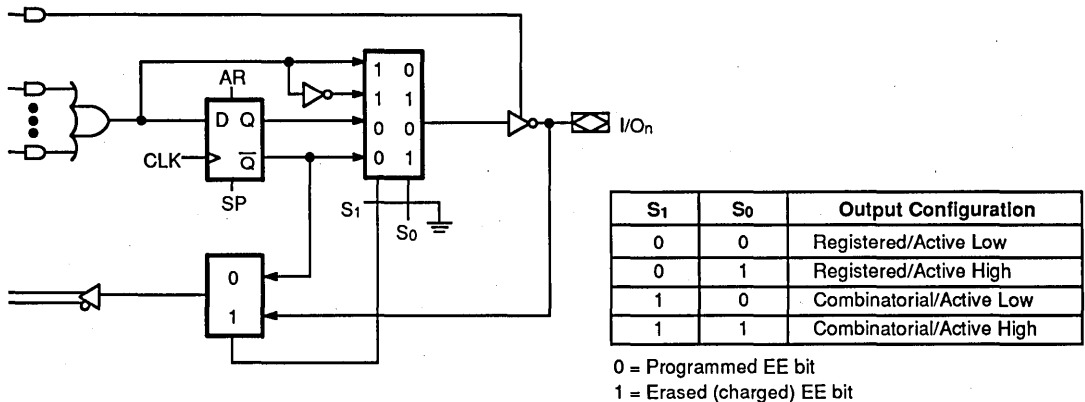 AR
D Q
CLK
Q̅
SP
1 0
1 1
0 0
0 1
S₁
S₀
I/Oₙ
0
1
S₁ S₀ Output Configuration
0 0 Registered/Active Low
0 1 Registered/Active High
1 0 Combinatorial/Active Low
1 1 Combinatorial/Active High
0 = Programmed EE bit
1 = Erased (charged) EE bit